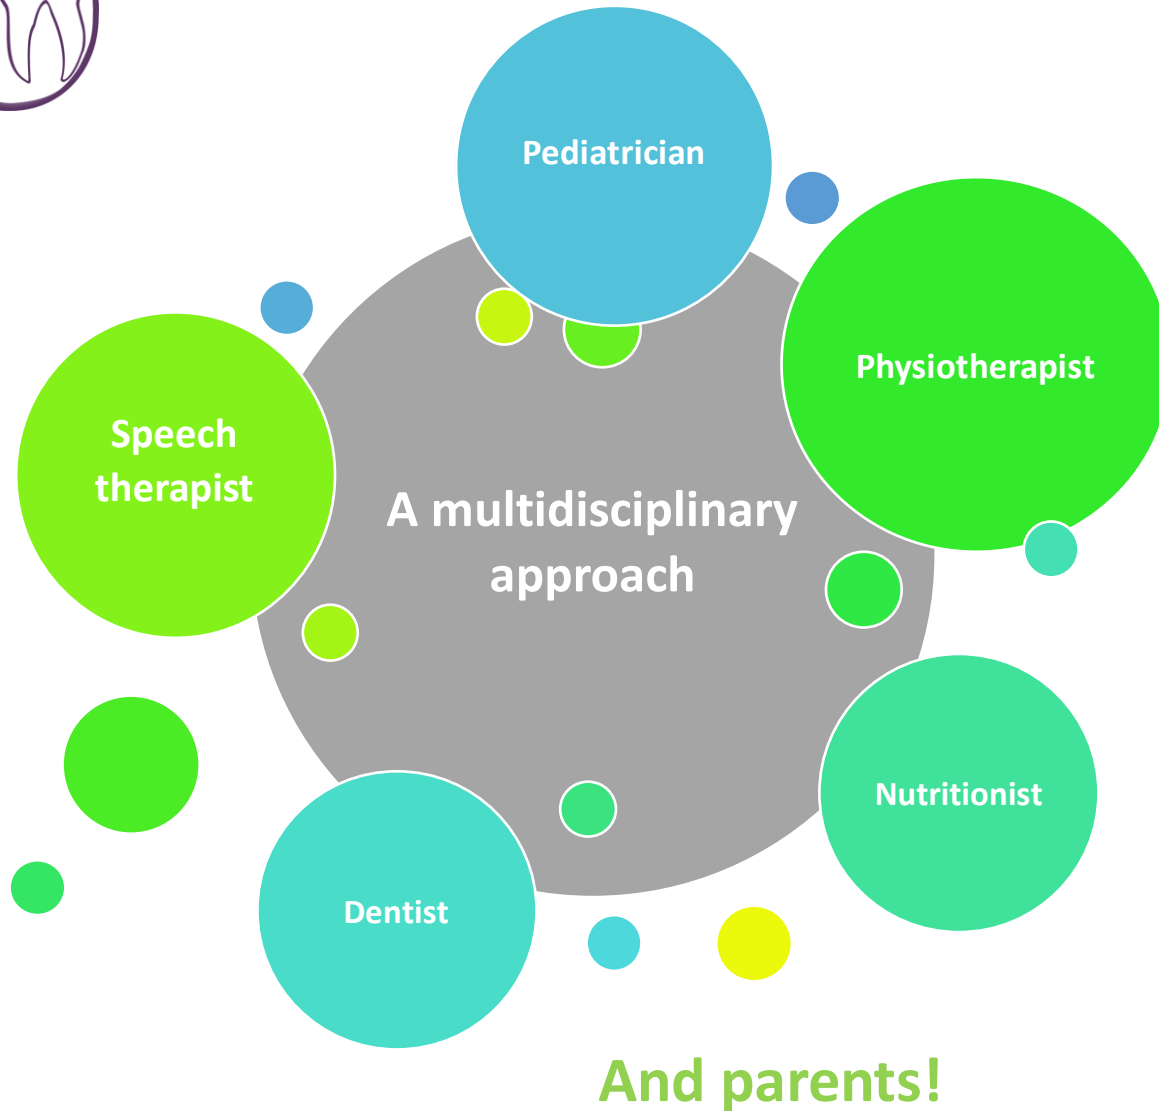 Pediatrician
Physiotherapist
Speech
therapist
A multidisciplinary
approach
Nutritionist
Dentist
And parents!